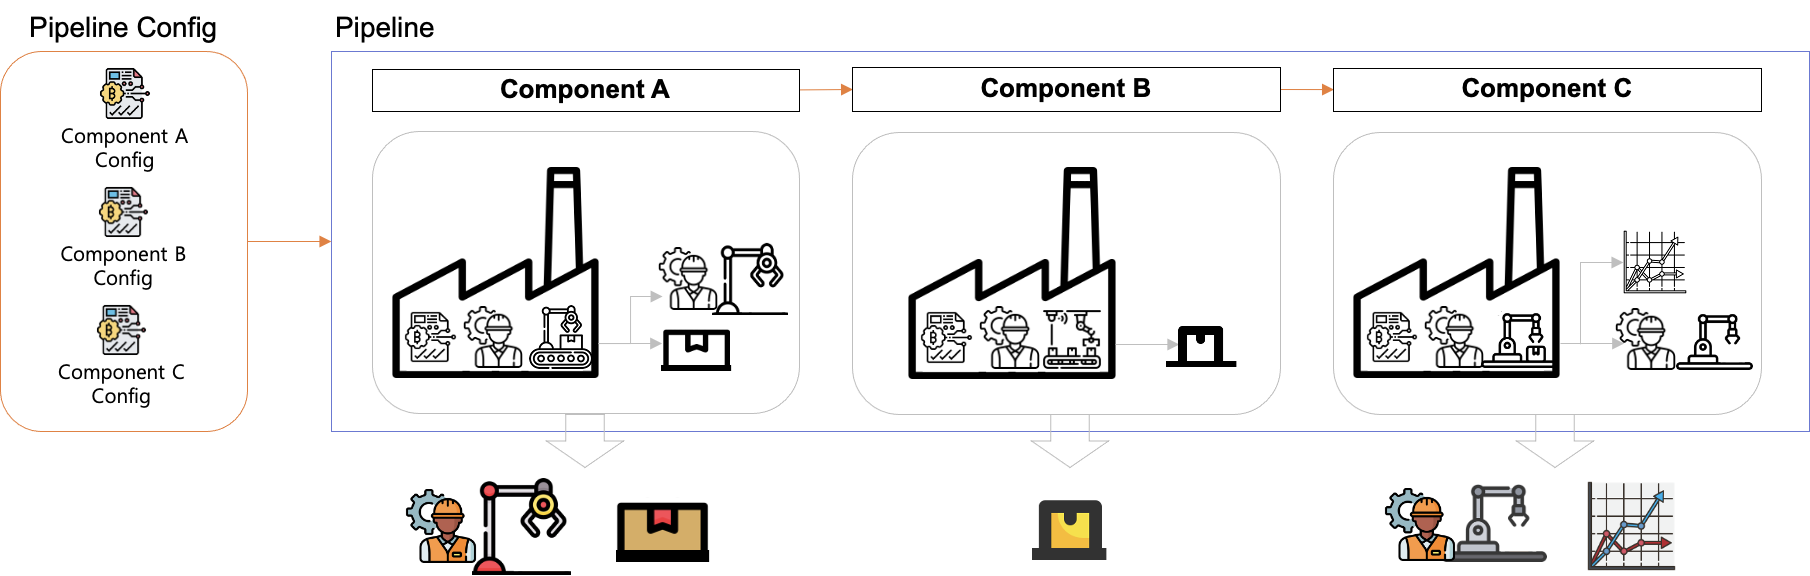 Pipeline Config
Pipeline
Component A
Config
Component B
Config
Component C
Config
Component A
Component B
Component C